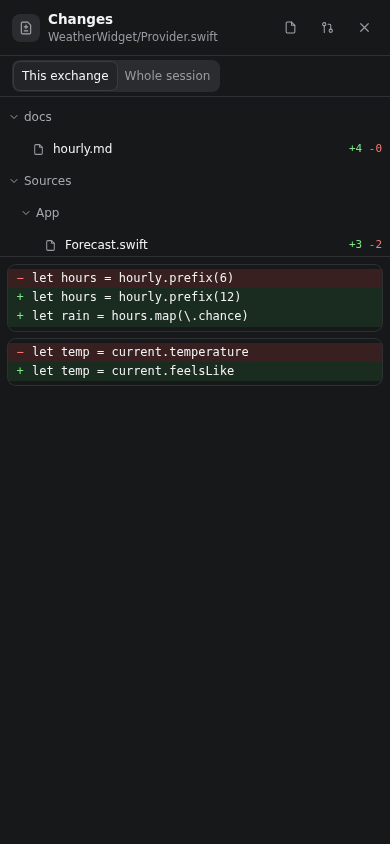 Changes
WeatherWidget/Provider.swift
This exchange
Whole session
docs
hourly.md +4 -0
Sources
App
Forecast.swift +3 -2
− let hours = hourly.prefix(6)
+ let hours = hourly.prefix(12)
+ let rain = hours.map(\.chance)
− let temp = current.temperature
+ let temp = current.feelsLike